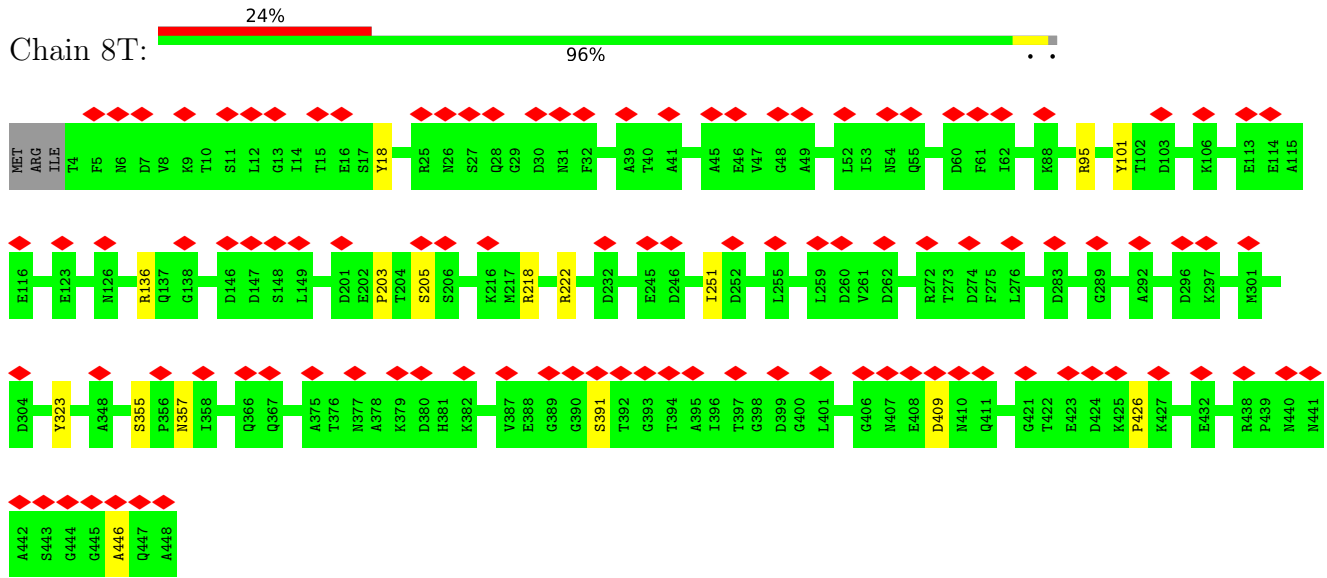 24%
Chain 8T:
96%
. .
MET ARG ILE T4 F5 N6 D7 V8 K9 T10 S11 L12 G13 I14 T15 E16 S17 Y18 R25 N26 S27 Q28 G29 D30 N31 F32 A39 T40 A41 A45 E46 V47 G48 A49 L52 I53 N54 Q55 D60 F61 I62 K88 R95 Y101 T102 D103 K106 E113 E114 A115
E116 E123 N126 R136 Q137 G138 D146 D147 S148 L149 D201 E202 P203 T204 S205 S206 K216 M217 R218 R222 D232 E245 D246 I251 D252 L255 L259 D260 V261 D262 R272 T273 D274 F275 L276 D283 G289 A292 D296 K297 M301
D304 Y323 A348 S355 P356 N357 I358 Q366 Q367 A375 T376 N377 A378 K379 D380 H381 K382 V387 E388 G389 G390 S391 T392 G393 T394 A395 I396 T397 G398 D399 G400 L401 G406 N407 E408 D409 N410 Q411 G421 T422 E423 D424 K425 P426 K427 E432 R438 P439 N440 N441
A442 S443 G444 G445 A446 Q447 A448